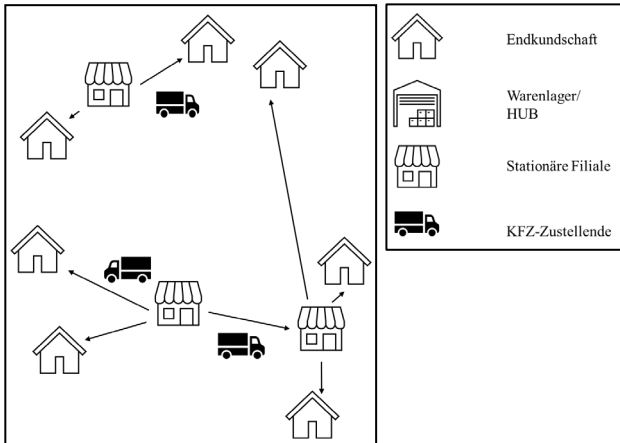 Endkundschaft
Warenlager/
HUB
Stationäre Filiale
KFZ-Zustellende